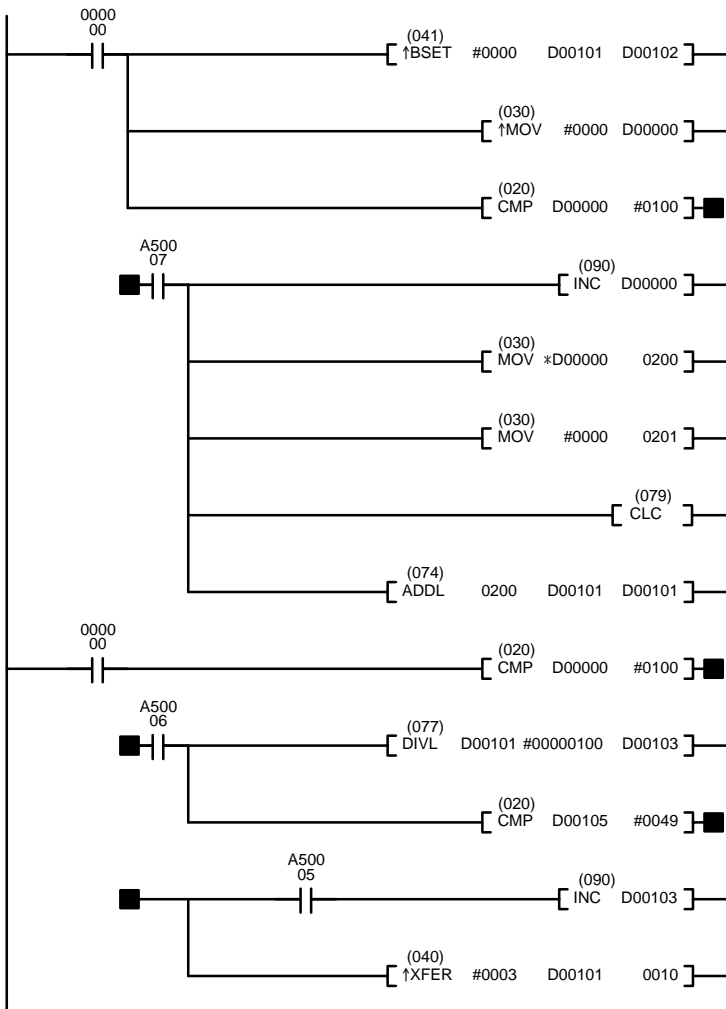 0000
00
(041)
↑BSET #0000 D00101 D00102
(030)
↑MOV #0000 D00000
(020)
CMP D00000 #0100
A500
07
(090)
INC D00000
(030)
MOV *D00000 0200
(030)
MOV #0000 0201
(079)
CLC
(074)
ADDL 0200 D00101 D00101
0000
00
(020)
CMP D00000 #0100
A500
06
(077)
DIVL D00101 #00000100 D00103
(020)
CMP D00105 #0049
A500
05
(090)
INC D00103
(040)
↑XFER #0003 D00101 0010